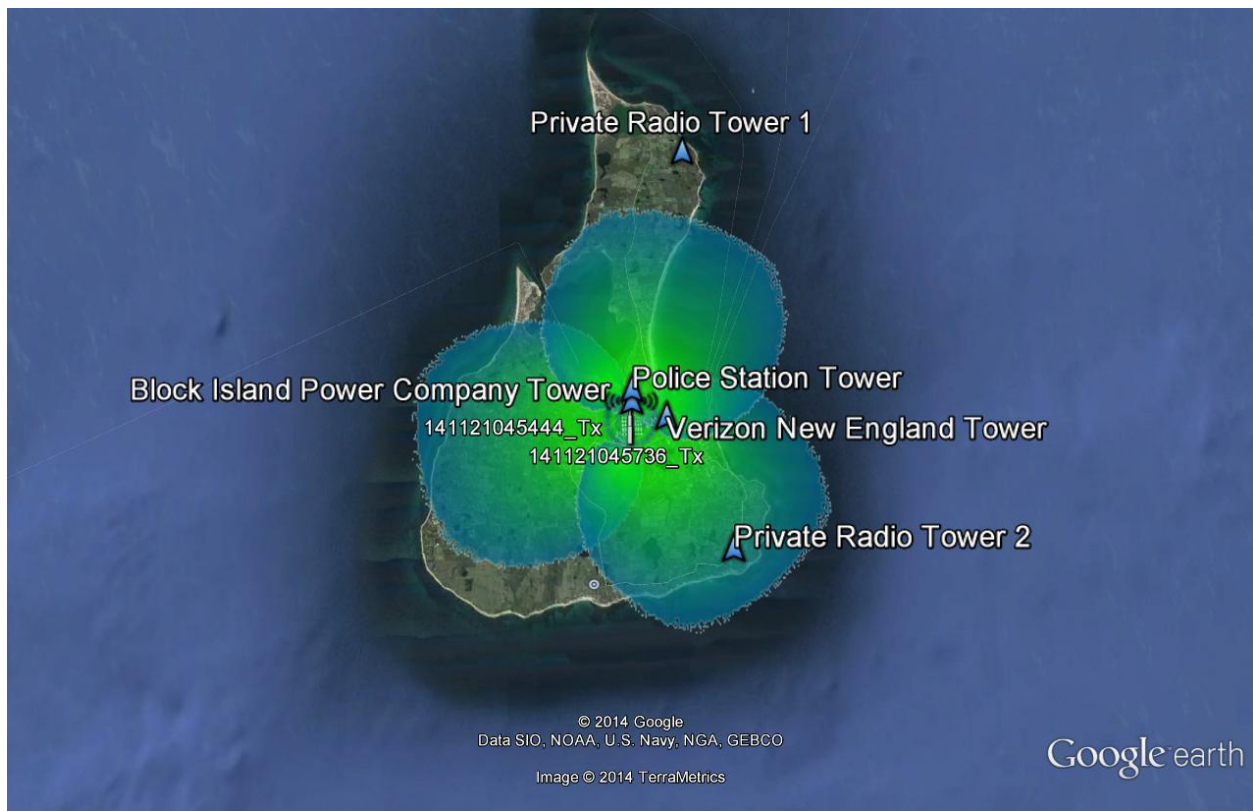 Private Radio Tower 1
Block Island Power Company Tower
Police Station Tower
141121045444_Tx
Verizon New England Tower
141121045736_Tx
Private Radio Tower 2
© 2014 Google
Data SIO, NOAA, U.S. Navy, NGA, GEBCO
Image © 2014 TerraMetrics
Google earth